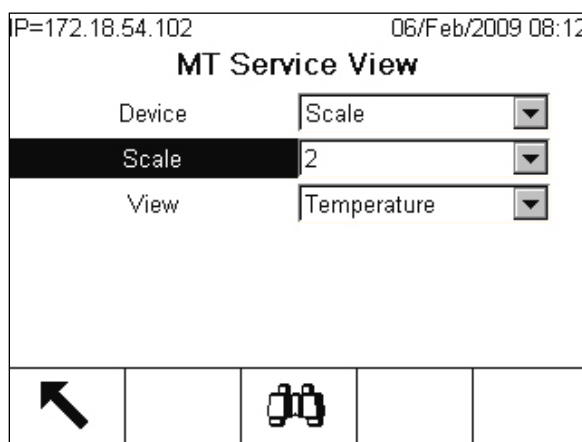 IP=172.18.54.102 06/Feb/2009 08:12
MT Service View
Device Scale
Scale 2
View Temperature